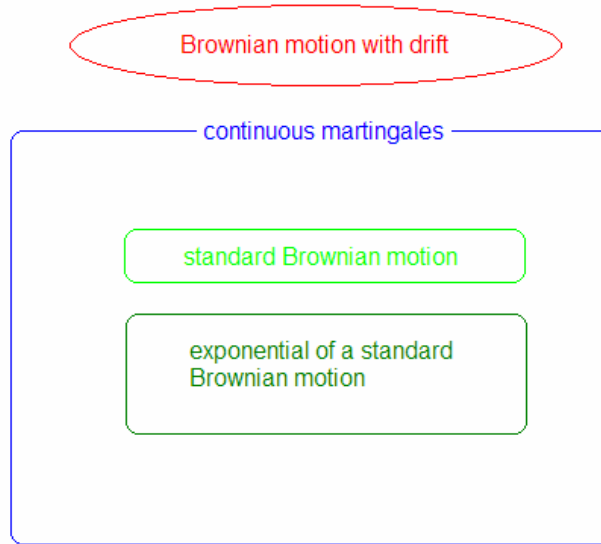 Brownian motion with drift
continuous martingales
standard Brownian motion
exponential of a standard
Brownian motion